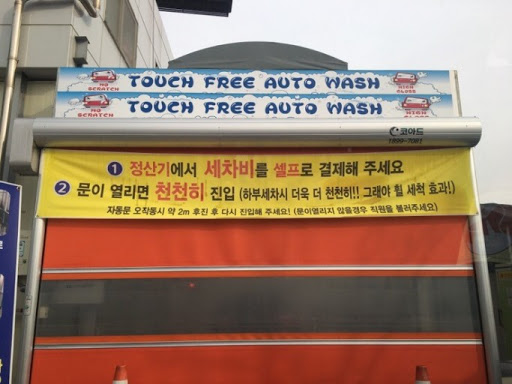 NO SCRATCH TOUCH FREE AUTO WASH HIGH GLOSS
NO SCRATCH TOUCH FREE AUTO WASH HIGH GLOSS
코아드
1899-7081
1 정산기에서 세차비를 셀프로 결제해 주세요
2 문이 열리면 천천히 진입 (하부세차시 더욱 더 천천히!! 그래야 휠 세척 효과!)
자동문 오작동시 약 2m 후진 후 다시 진입해 주세요! (문이열리지 않을경우 직원을 불러주세요)